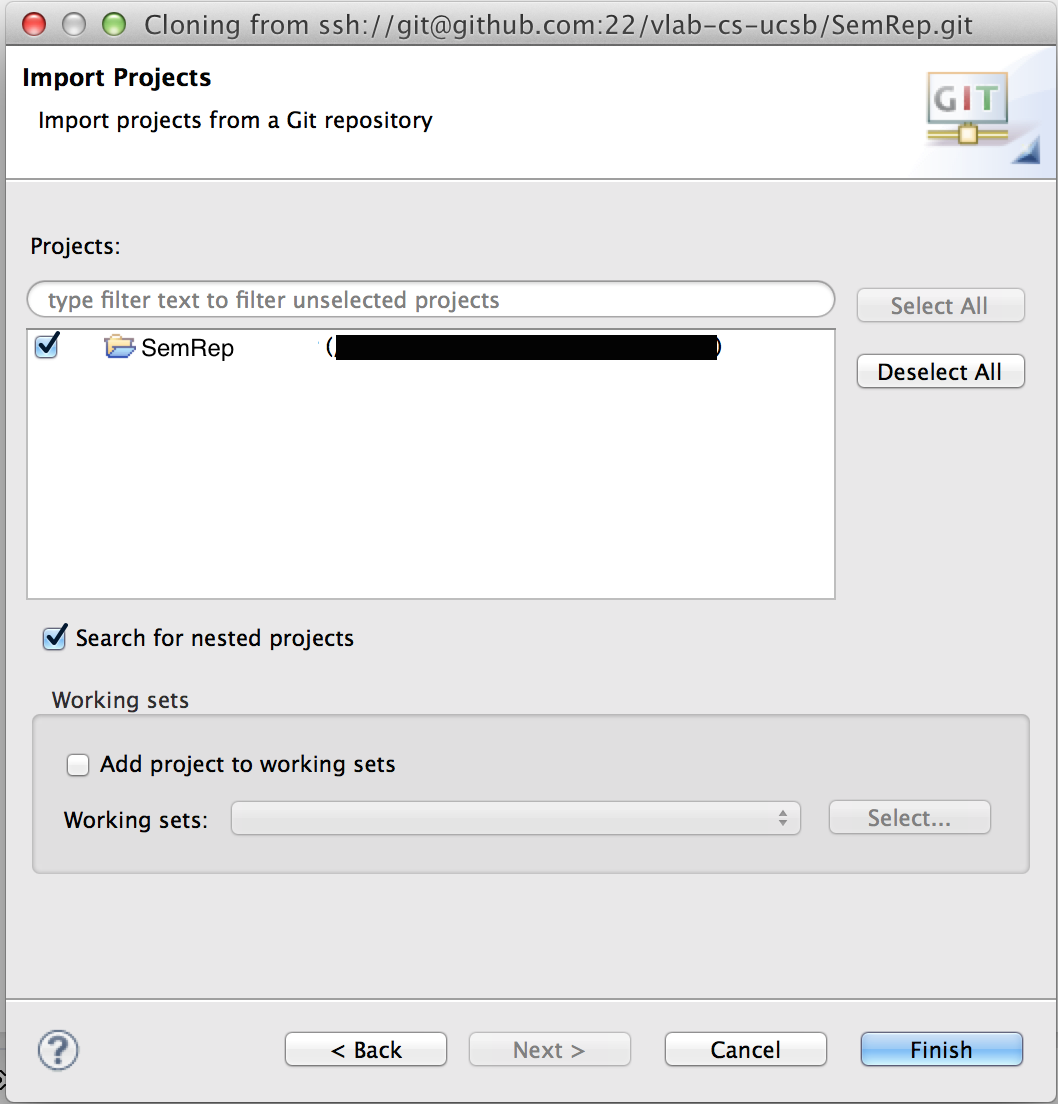 Cloning from ssh://git@github.com:22/vlab-cs-ucsb/SemRep.git
Import Projects
Import projects from a Git repository
GIT
Projects:
type filter text to filter unselected projects
Select All
SemRep ( )
Deselect All
Search for nested projects
Working sets
Add project to working sets
Working sets:
Select...
?
< Back Next > Cancel Finish